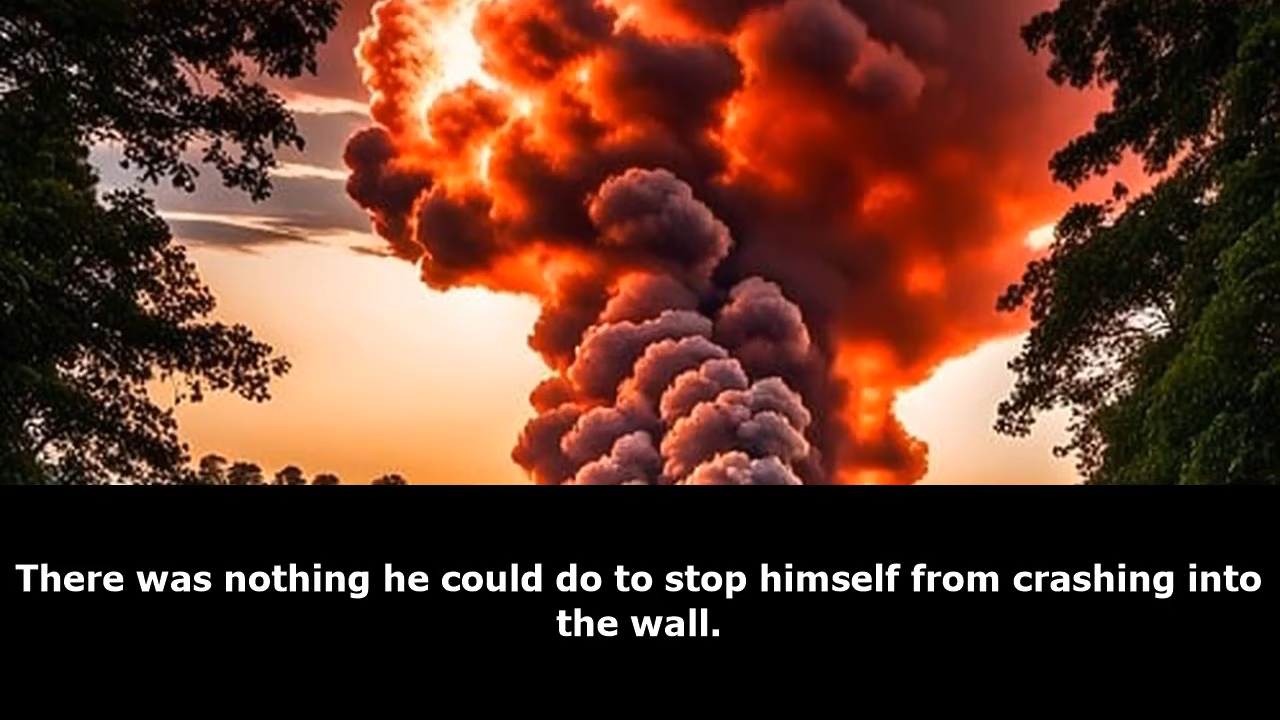 There was nothing he could do to stop himself from crashing into
the wall.